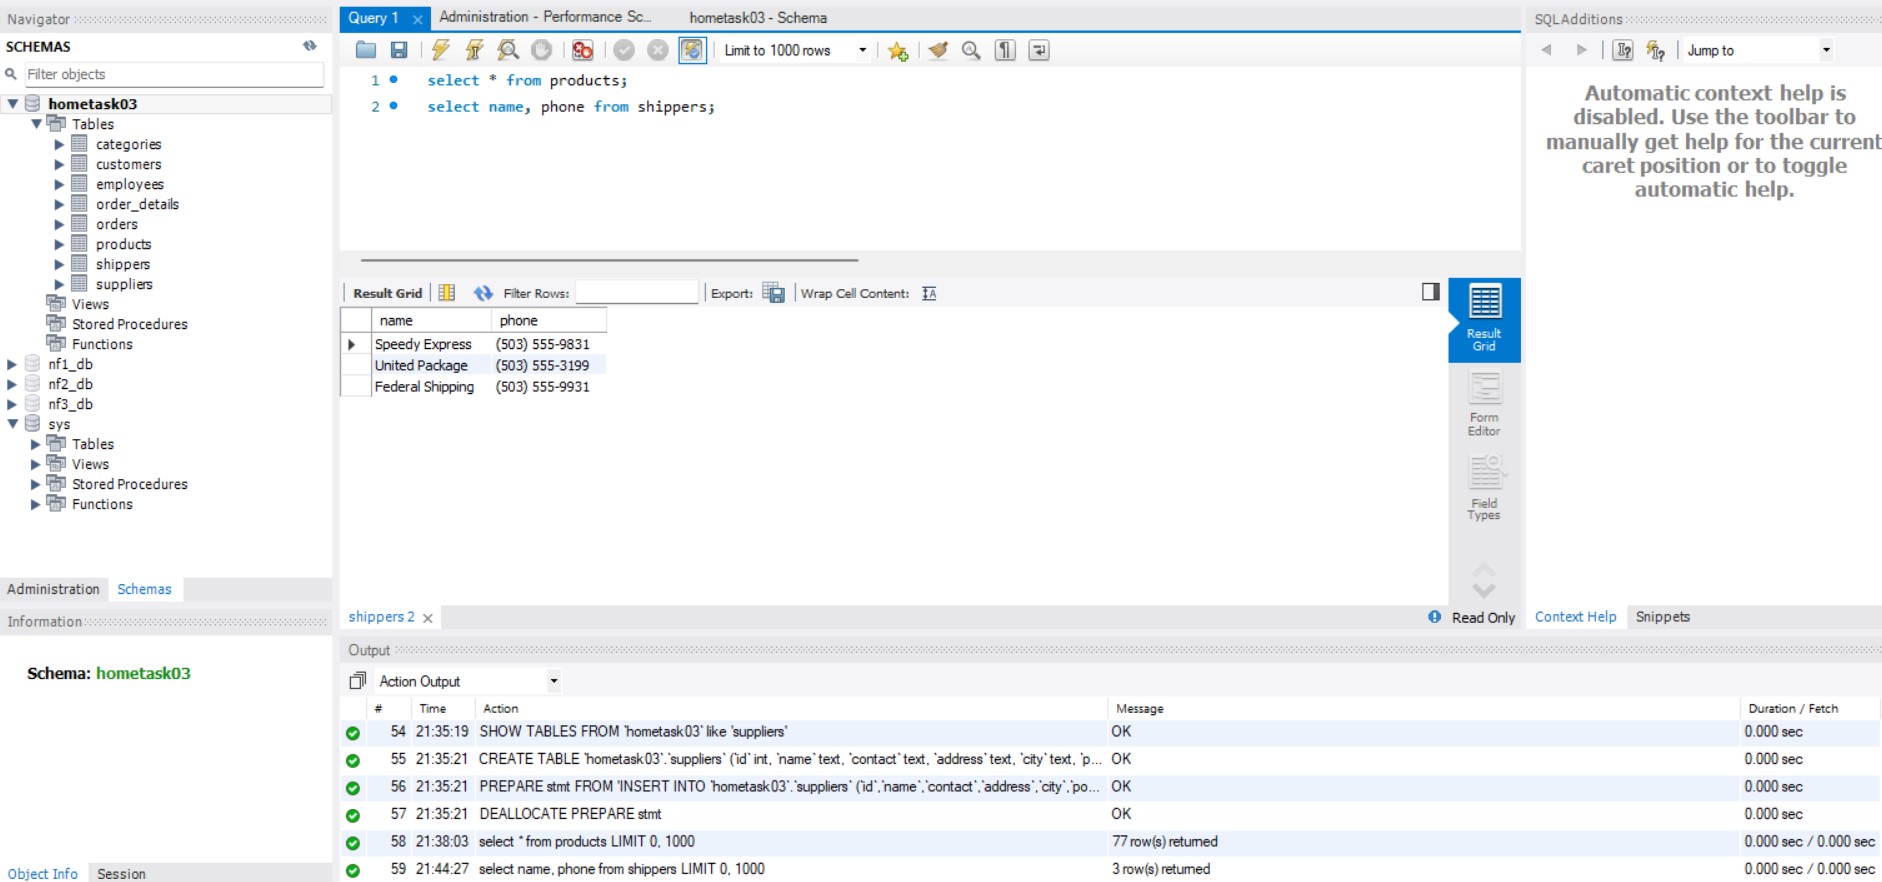 Navigator
SCHEMAS
Filter objects
hometask03
Tables
categories
customers
employees
order_details
orders
products
shippers
suppliers
Views
Stored Procedures
Functions
nf1_db
nf2_db
nf3_db
sys
Tables
Views
Stored Procedures
Functions
Administration Schemas
Information
Schema: hometask03
Object Info Session
Query 1 Administration - Performance Sc... hometask03 - Schema
Limit to 1000 rows
1 select * from products;
2 select name, phone from shippers;
Result Grid Filter Rows: Export: Wrap Cell Content:
name phone
Speedy Express (503) 555-9831
United Package (503) 555-3199
Federal Shipping (503) 555-9931
Result
Grid
Form
Editor
Field
Types
shippers 2 Read Only
SQLAdditions
Jump to
Automatic context help is
disabled. Use the toolbar to
manually get help for the current
caret position or to toggle
automatic help.
Context Help Snippets
Output
Action Output
# Time Action Message Duration / Fetch
54 21:35:19 SHOW TABLES FROM `hometask03` like 'suppliers' OK 0.000 sec
55 21:35:21 CREATE TABLE `hometask03`.`suppliers` (`id` int, `name` text, `contact` text, `address` text, `city` text, `p... OK 0.000 sec
56 21:35:21 PREPARE stmt FROM 'INSERT INTO `hometask03`.`suppliers` (`id`,`name`,`contact`,`address`,`city`,`po... OK 0.000 sec
57 21:35:21 DEALLOCATE PREPARE stmt OK 0.000 sec
58 21:38:03 select * from products LIMIT 0, 1000 77 row(s) returned 0.000 sec / 0.000 sec
59 21:44:27 select name, phone from shippers LIMIT 0, 1000 3 row(s) returned 0.000 sec / 0.000 sec